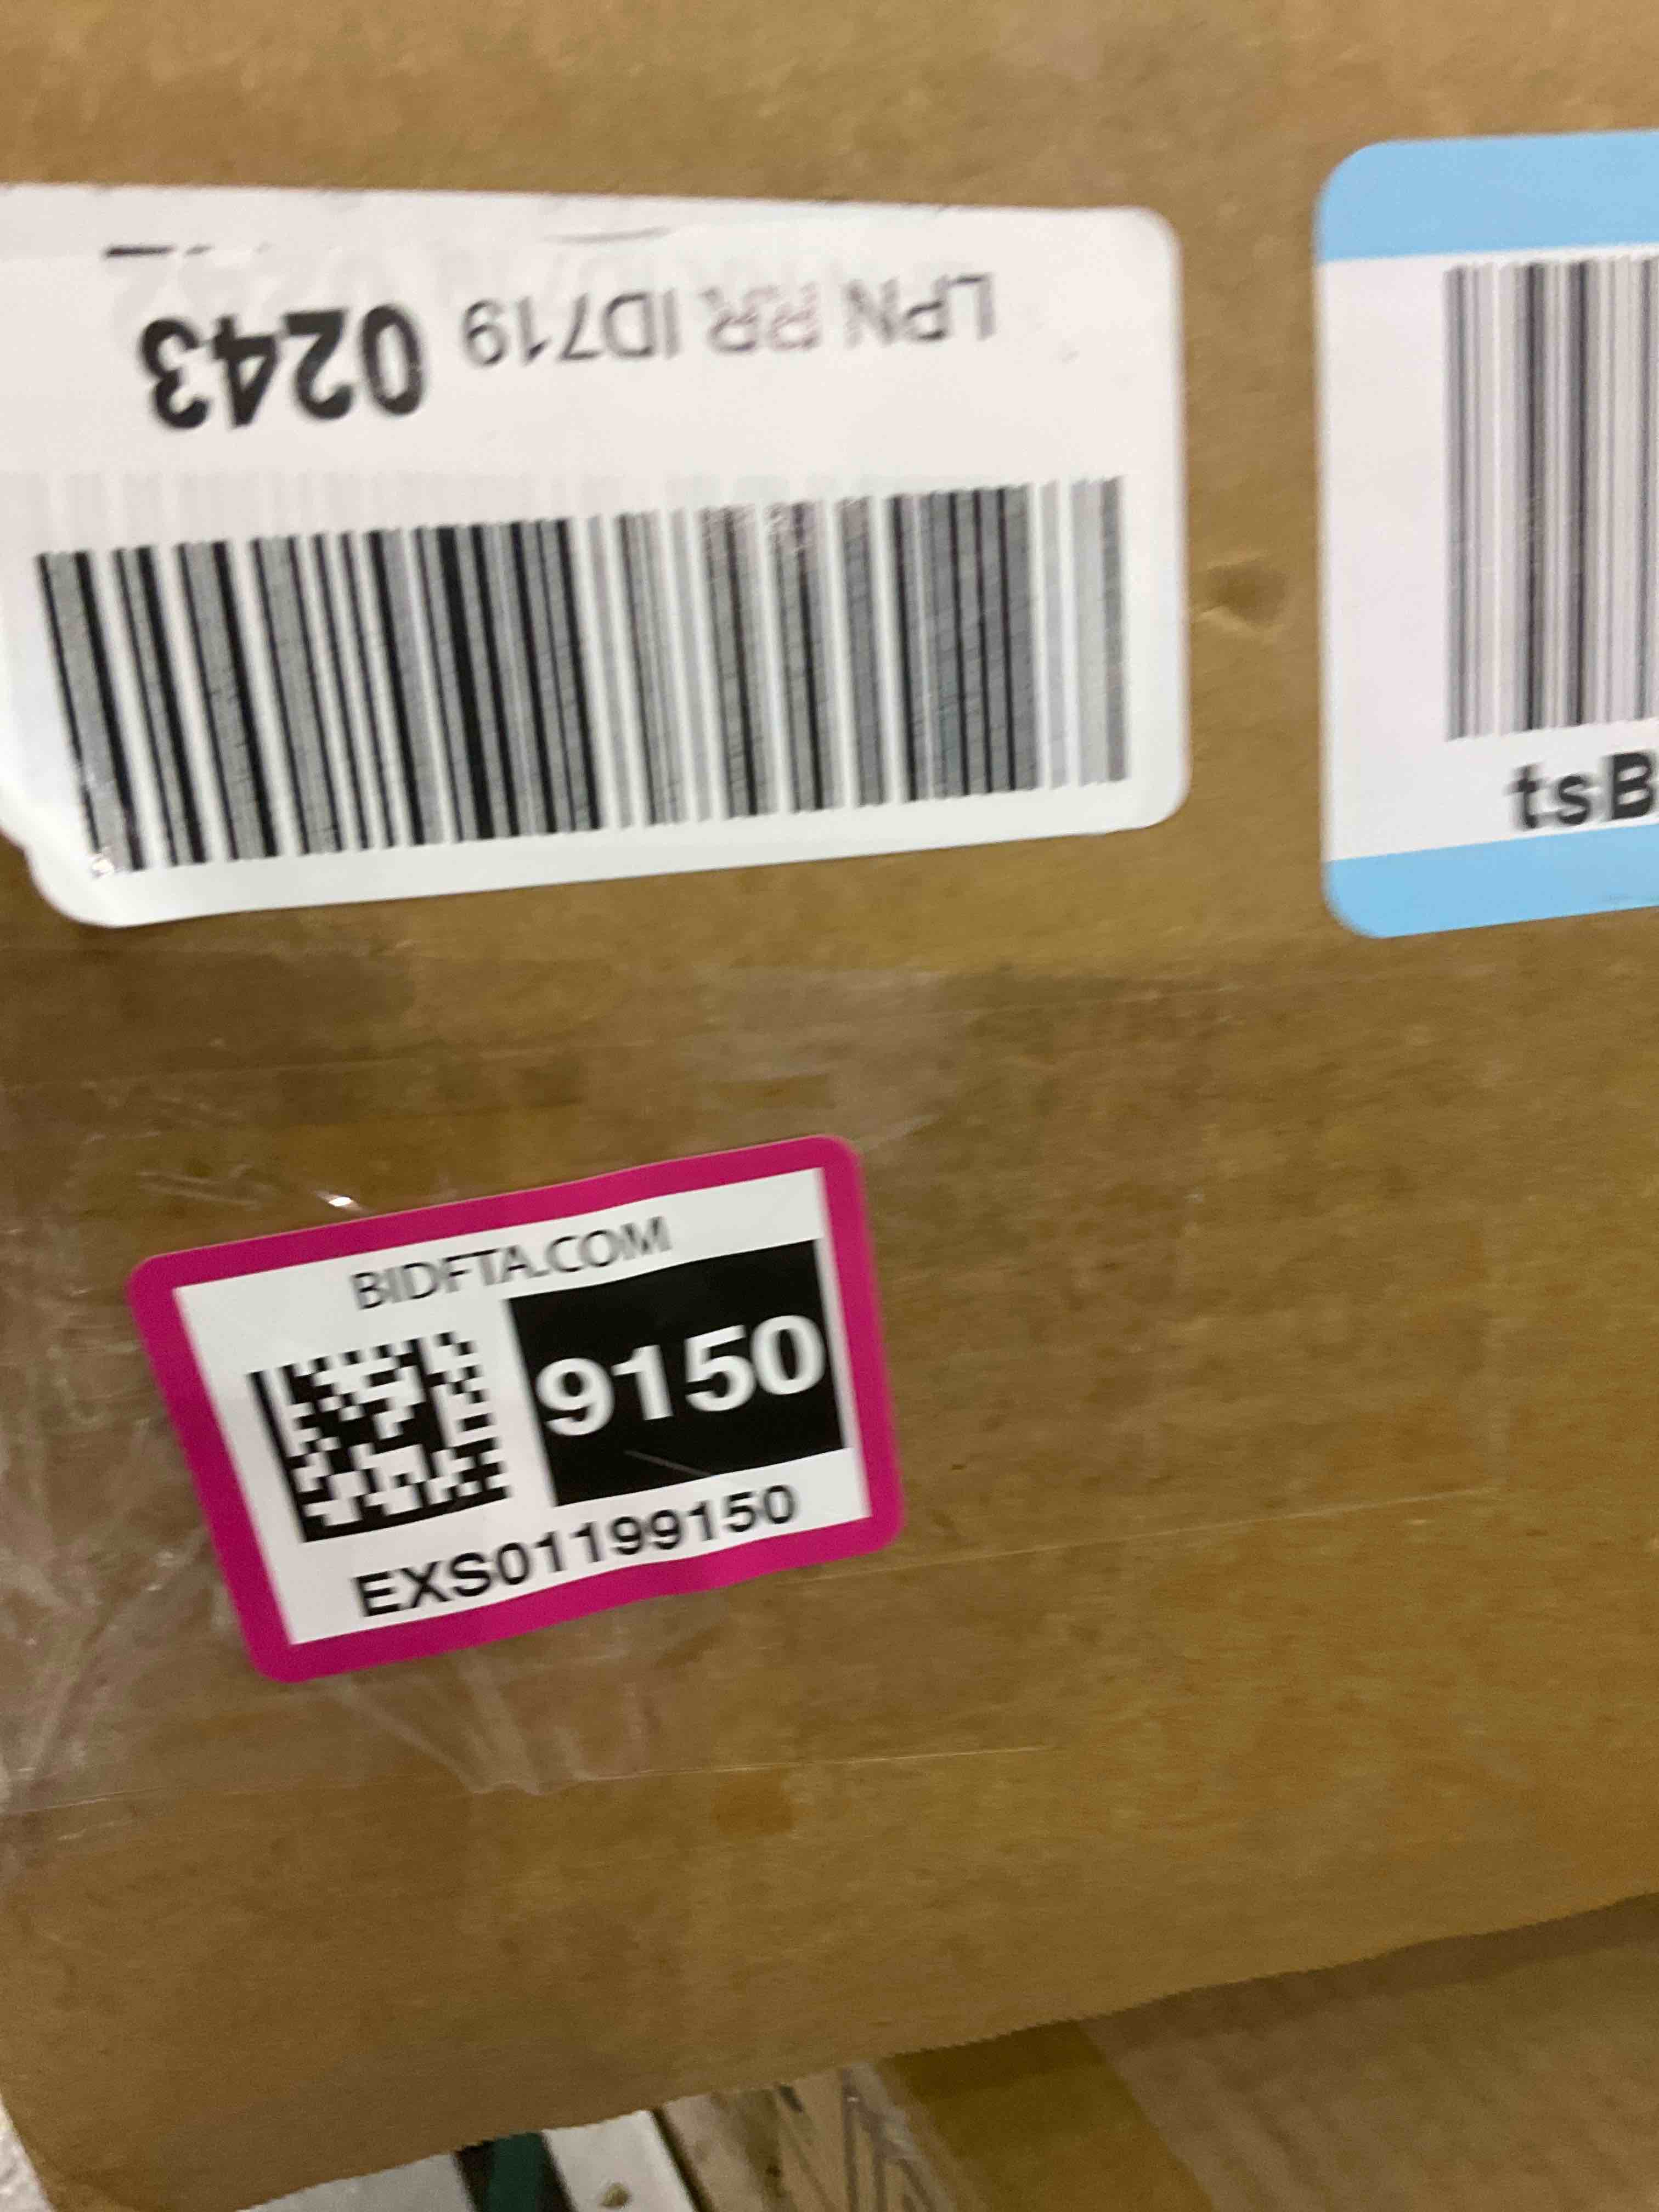 LPN RR ID719 0243
tsB
BIDFTA.COM
9150
EXS01199150